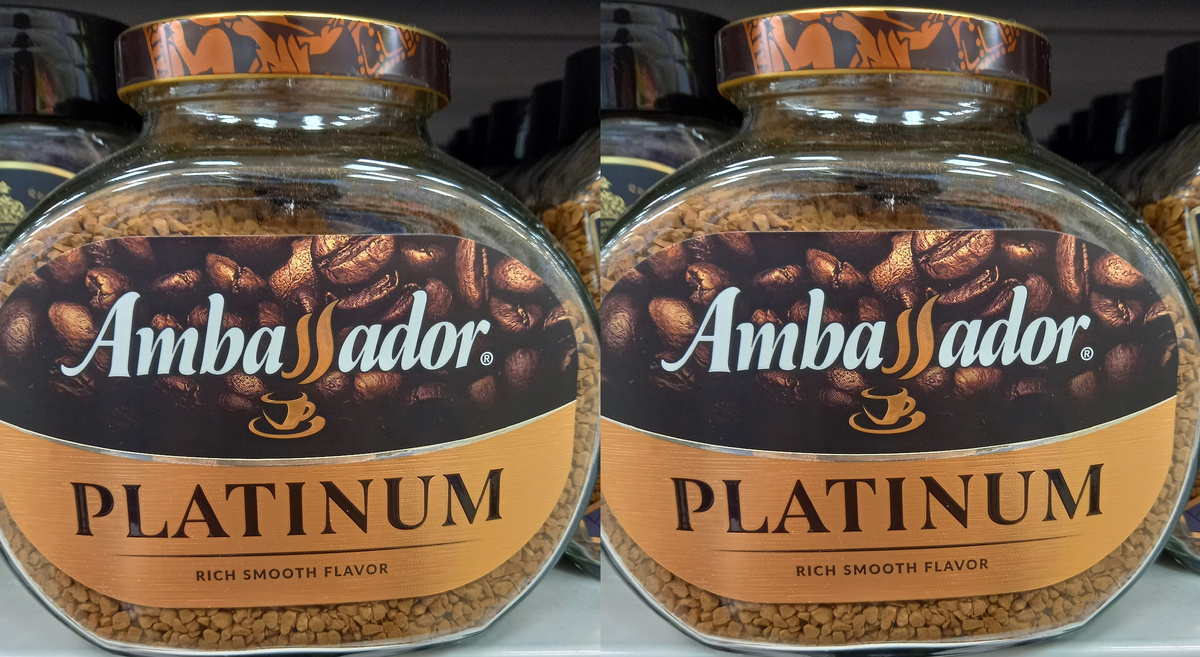 Ambassador®
PLATINUM
RICH SMOOTH FLAVOR
Ambassador®
PLATINUM
RICH SMOOTH FLAVOR